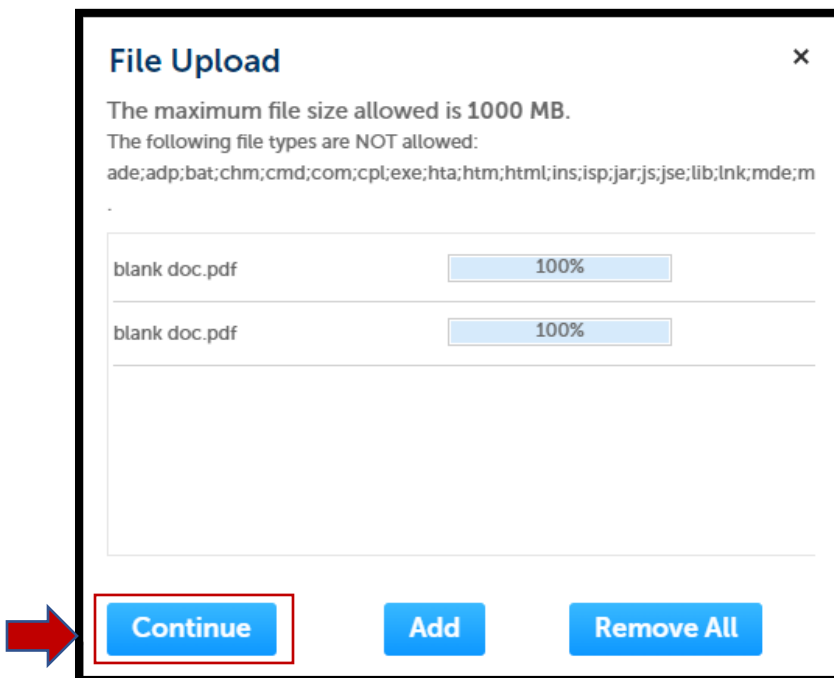 File Upload ×
The maximum file size allowed is 1000 MB.
The following file types are NOT allowed:
ade;adp;bat;chm;cmd;com;cpl;exe;hta;htm;html;ins;isp;jar;js;jse;lib;lnk;mde;m
.
blank doc.pdf 100%
blank doc.pdf 100%
Continue Add Remove All